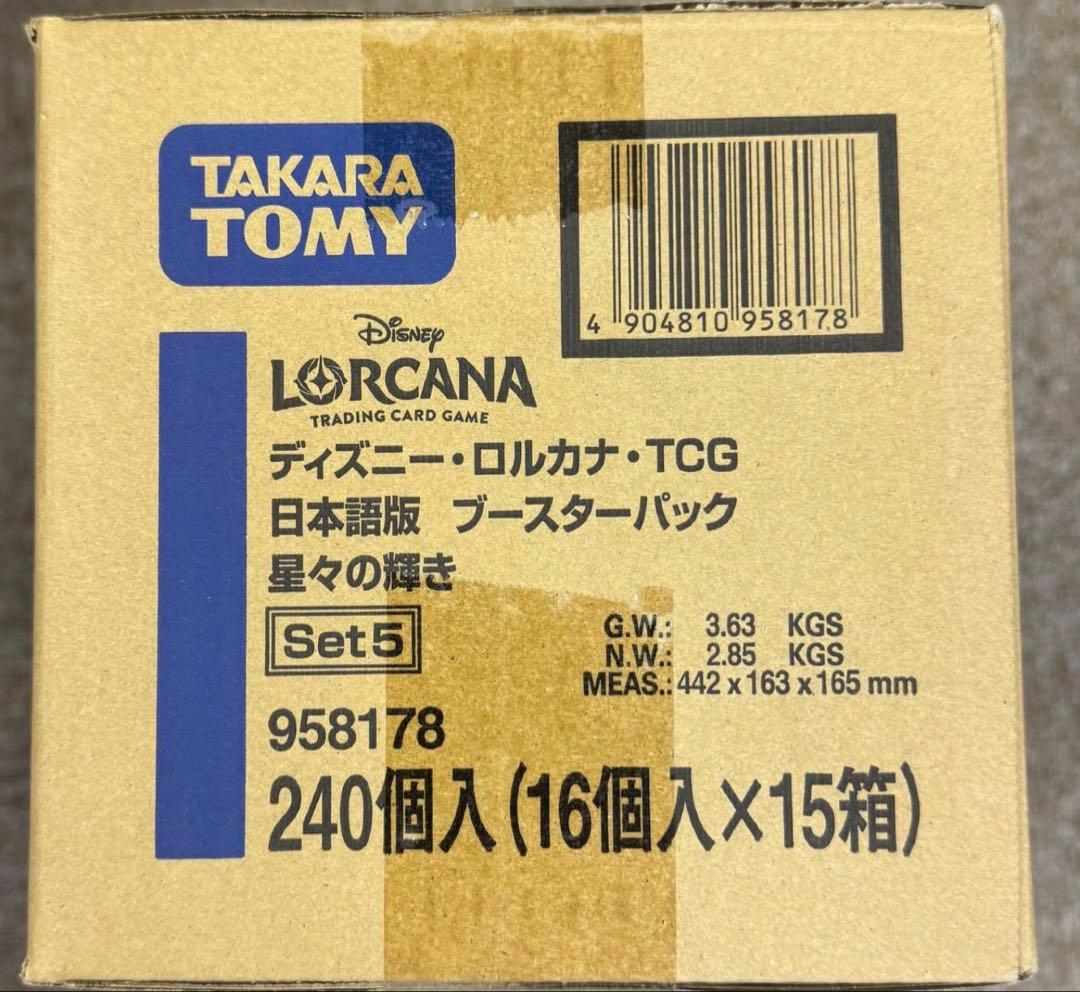 TAKARA
TOMY
4 904810 958178
Disney
LORCANA
TRADING CARD GAME
ディズニー・ロルカナ・TCG
日本語版 ブースターパック
星々の輝き
Set5
G.W.: 3.63 KGS
N.W.: 2.85 KGS
MEAS.: 442 x 163 x 165 mm
958178
240個入(16個入×15箱)